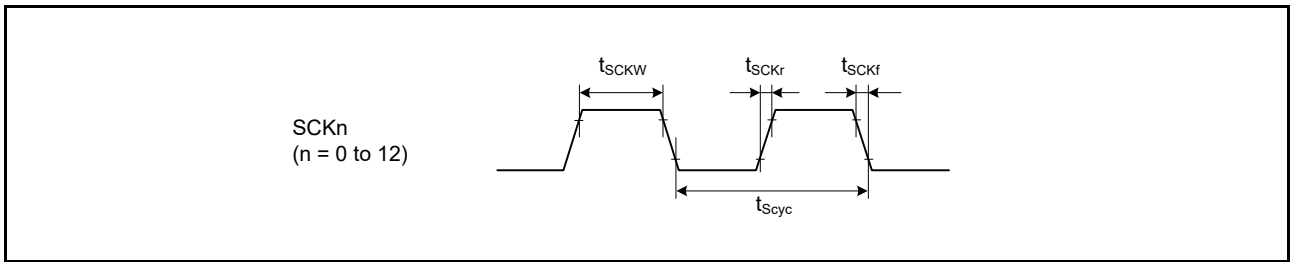 tSCKW tSCKr tSCKf
SCKn
(n = 0 to 12)
tScyc